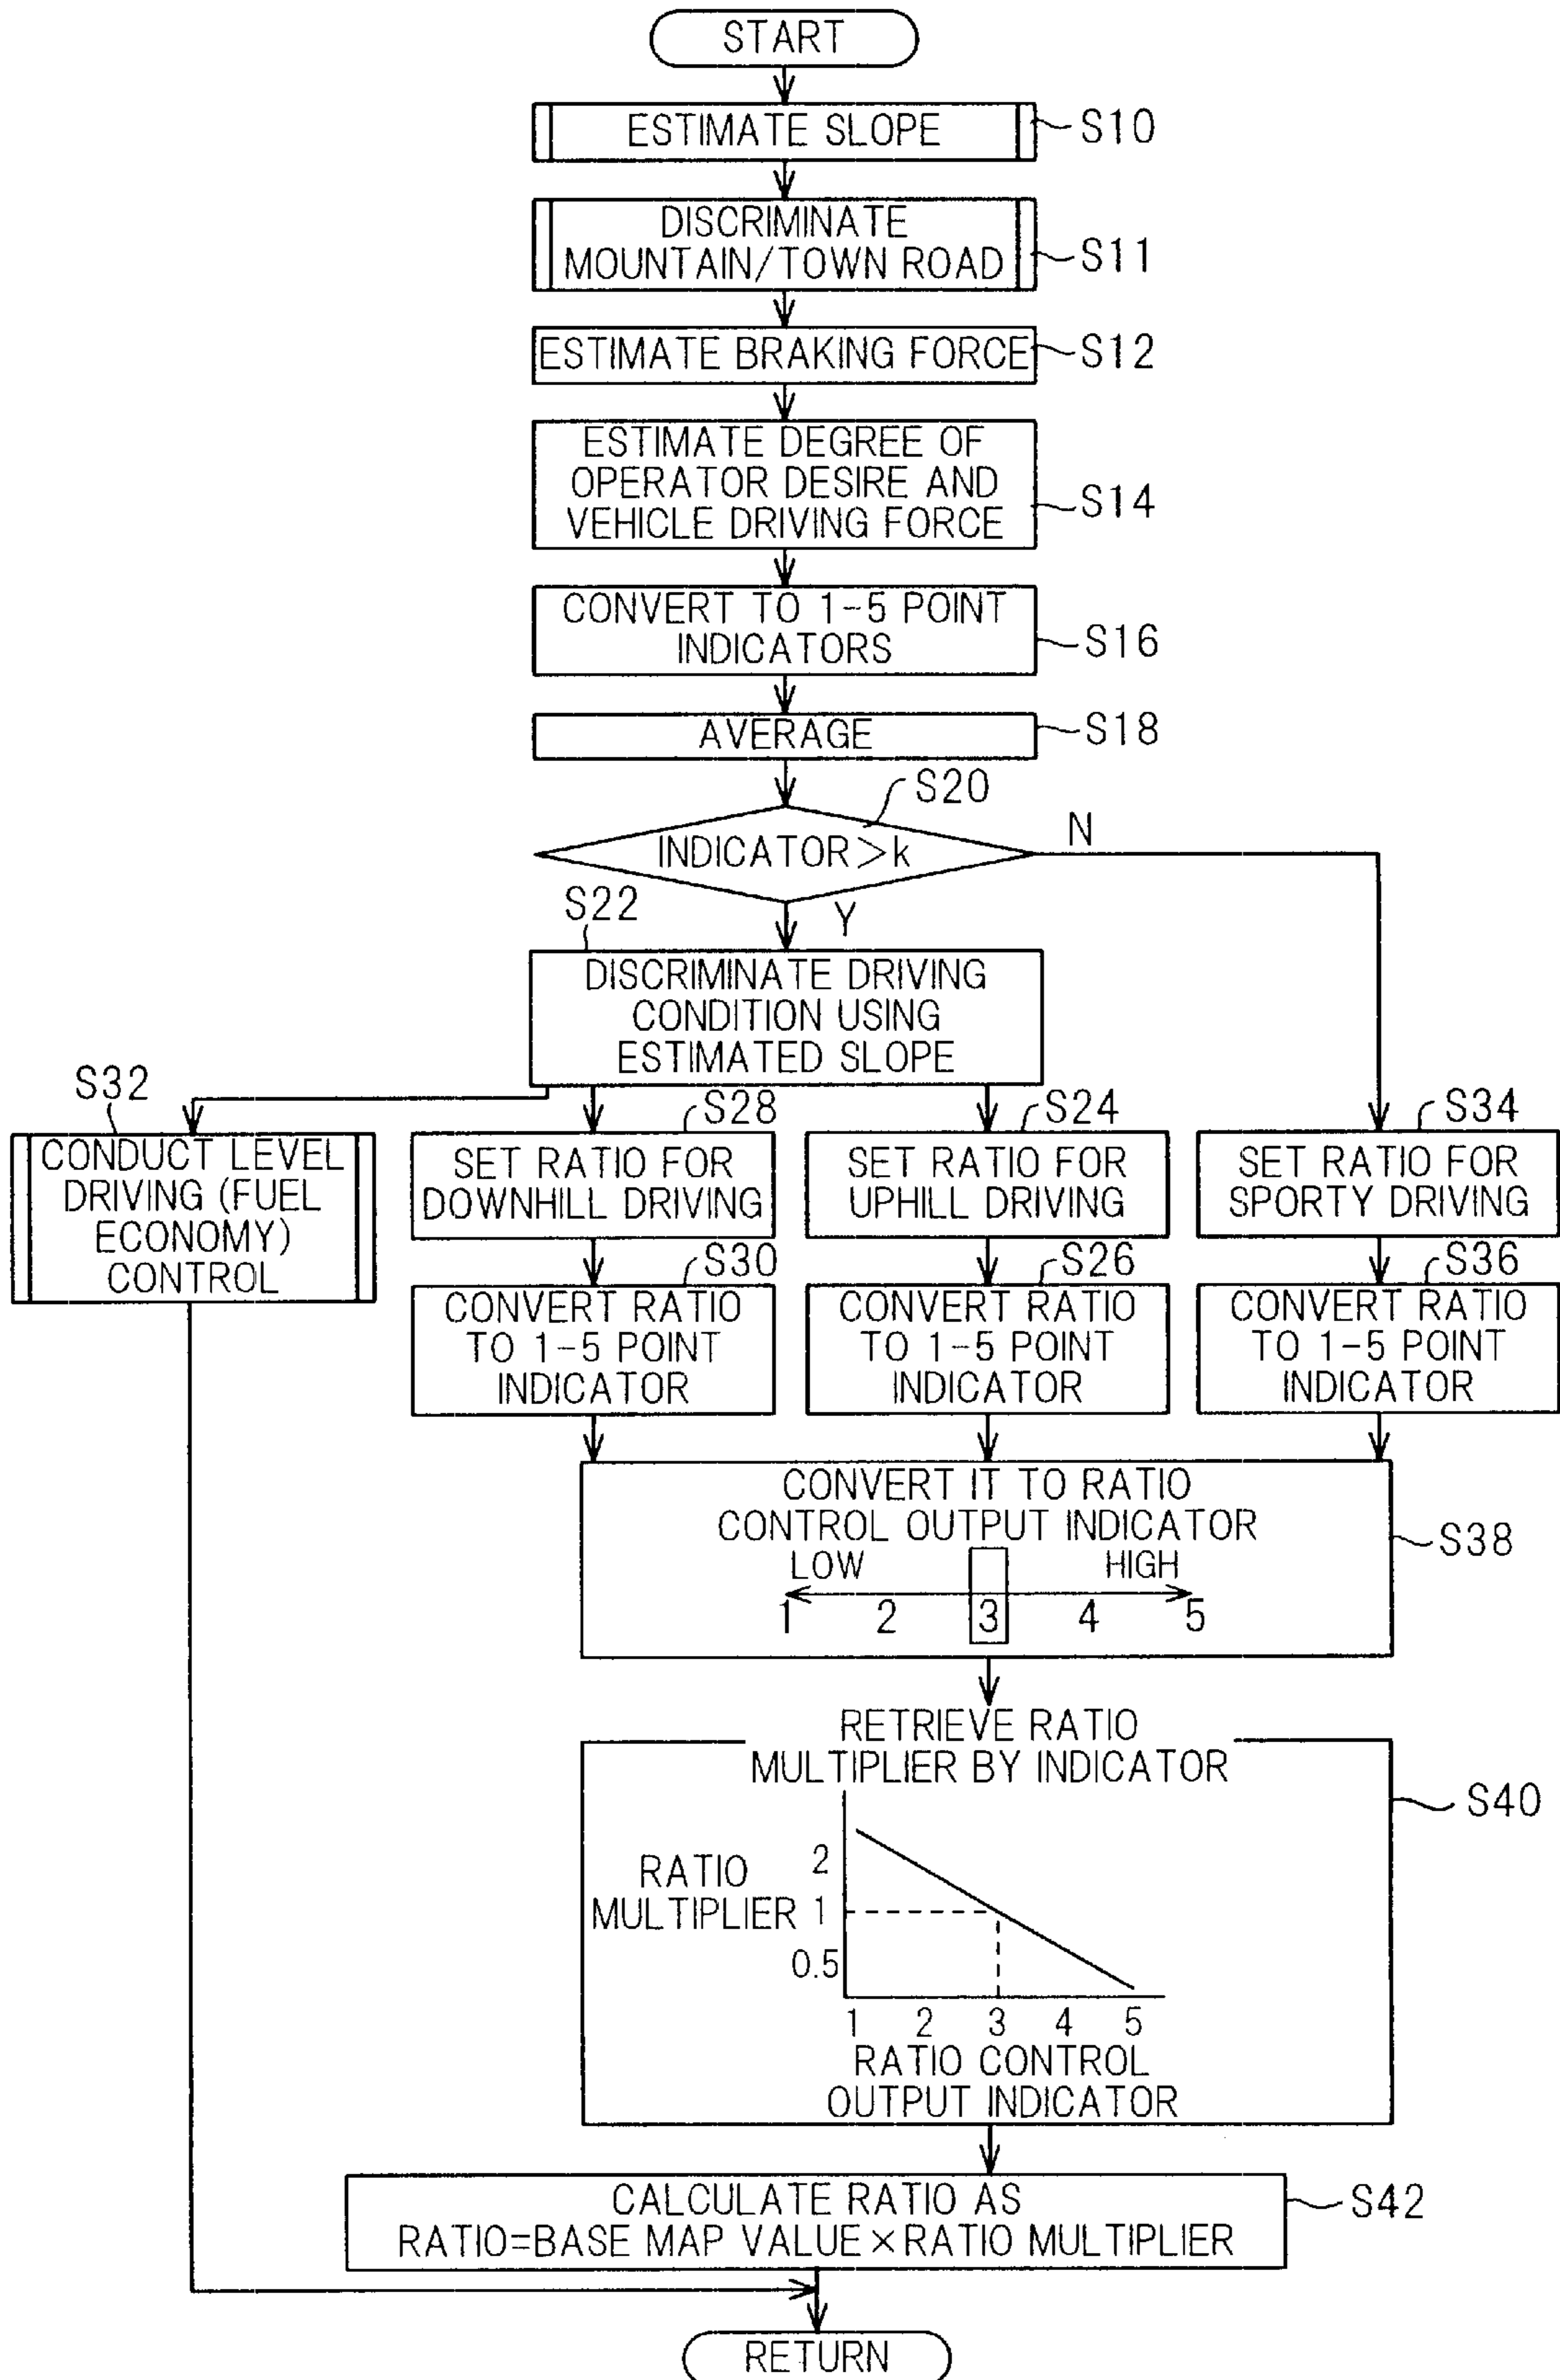 START
ESTIMATE SLOPE
S10
DISCRIMINATE
MOUNTAIN/TOWN ROAD
S11
ESTIMATE BRAKING FORCE
S12
ESTIMATE DEGREE OF
OPERATOR DESIRE AND
VEHICLE DRIVING FORCE
S14
CONVERT TO 1-5 POINT
INDICATORS
S16
AVERAGE
S18
S20
INDICATOR>k
N
Y
S22
DISCRIMINATE DRIVING
CONDITION USING
ESTIMATED SLOPE
S32
CONDUCT LEVEL
DRIVING (FUEL
ECONOMY)
CONTROL
S28
SET RATIO FOR
DOWNHILL DRIVING
S24
SET RATIO FOR
UPHILL DRIVING
S34
SET RATIO FOR
SPORTY DRIVING
S30
CONVERT RATIO
TO 1-5 POINT
INDICATOR
S26
CONVERT RATIO
TO 1-5 POINT
INDICATOR
S36
CONVERT RATIO
TO 1-5 POINT
INDICATOR
CONVERT IT TO RATIO
CONTROL OUTPUT INDICATOR
LOW HIGH
1 2 3 4 5
S38
RETRIEVE RATIO
MULTIPLIER BY INDICATOR
S40
RATIO
MULTIPLIER
2
1
0.5
1 2 3 4 5
RATIO CONTROL
OUTPUT INDICATOR
CALCULATE RATIO AS
RATIO=BASE MAP VALUE×RATIO MULTIPLIER
S42
RETURN